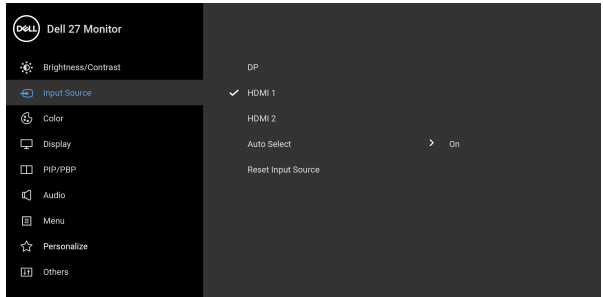 DELL Dell 27 Monitor
Brightness/Contrast
Input Source
Color
Display
PIP/PBP
Audio
Menu
Personalize
Others
DP
HDMI 1
HDMI 2
Auto Select On
Reset Input Source